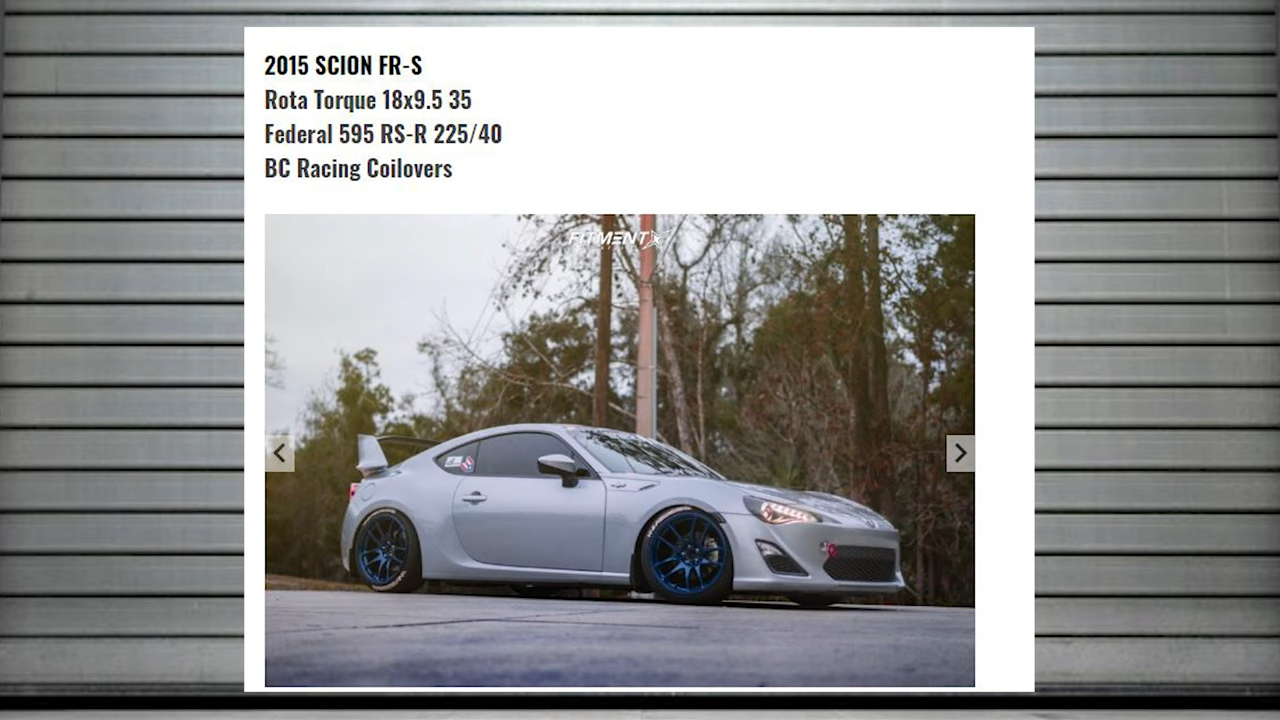 2015 SCION FR-S
Rota Torque 18x9.5 35
Federal 595 RS-R 225/40
BC Racing Coilovers
FITMENT